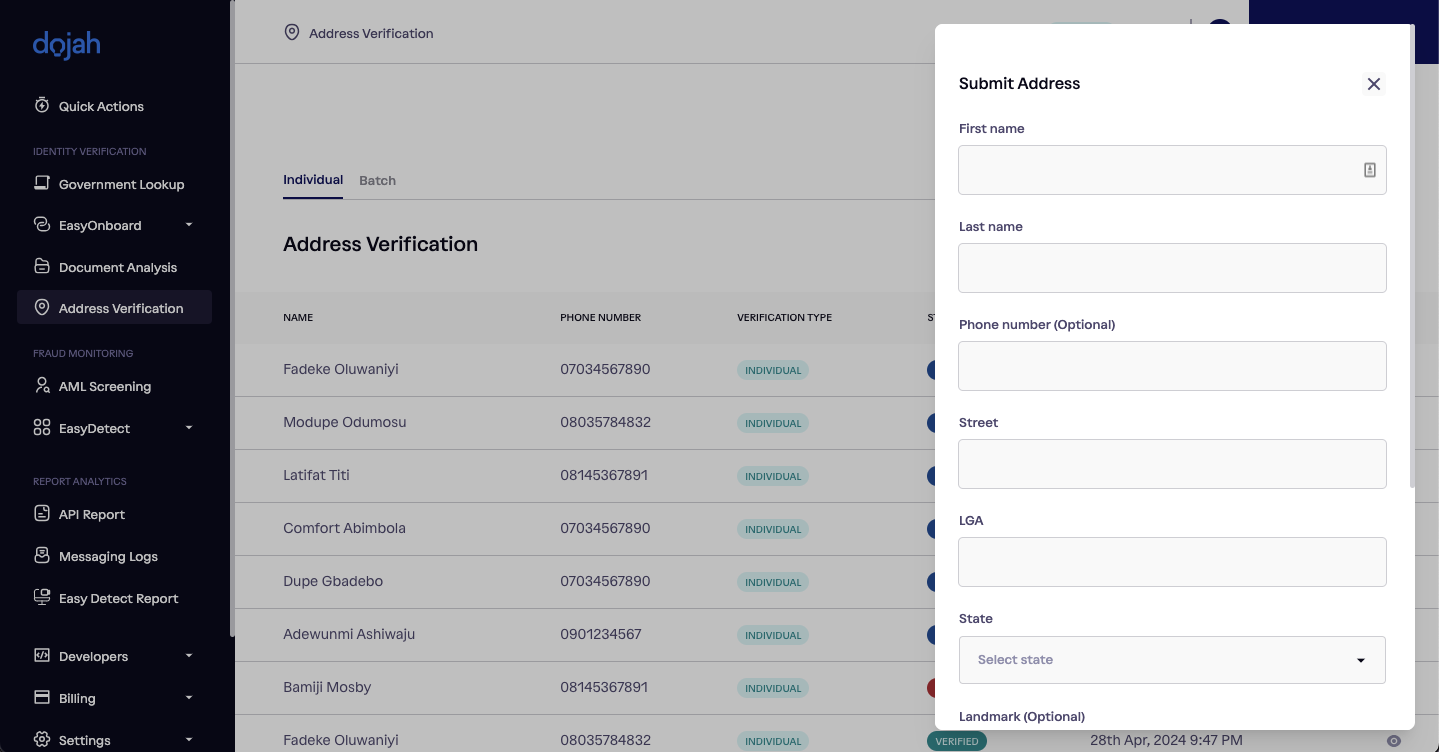 dojah
Quick Actions
IDENTITY VERIFICATION
Government Lookup
EasyOnboard
Document Analysis
Address Verification
FRAUD MONITORING
AML Screening
EasyDetect
REPORT ANALYTICS
API Report
Messaging Logs
Easy Detect Report
Developers
Billing
Settings
Address Verification
Individual Batch
Address Verification
NAME PHONE NUMBER VERIFICATION TYPE
Fadeke Oluwaniyi 07034567890 INDIVIDUAL
Modupe Odumosu 08035784832 INDIVIDUAL
Latifat Titi 08145367891 INDIVIDUAL
Comfort Abimbola 07034567890 INDIVIDUAL
Dupe Gbadebo 07034567890 INDIVIDUAL
Adewunmi Ashiwaju 0901234567 INDIVIDUAL
Bamiji Mosby 08145367891 INDIVIDUAL
Fadeke Oluwaniyi 08035784832 INDIVIDUAL VERIFIED 28th Apr, 2024 9:47 PM
Submit Address
First name
Last name
Phone number (Optional)
Street
LGA
State
Select state
Landmark (Optional)